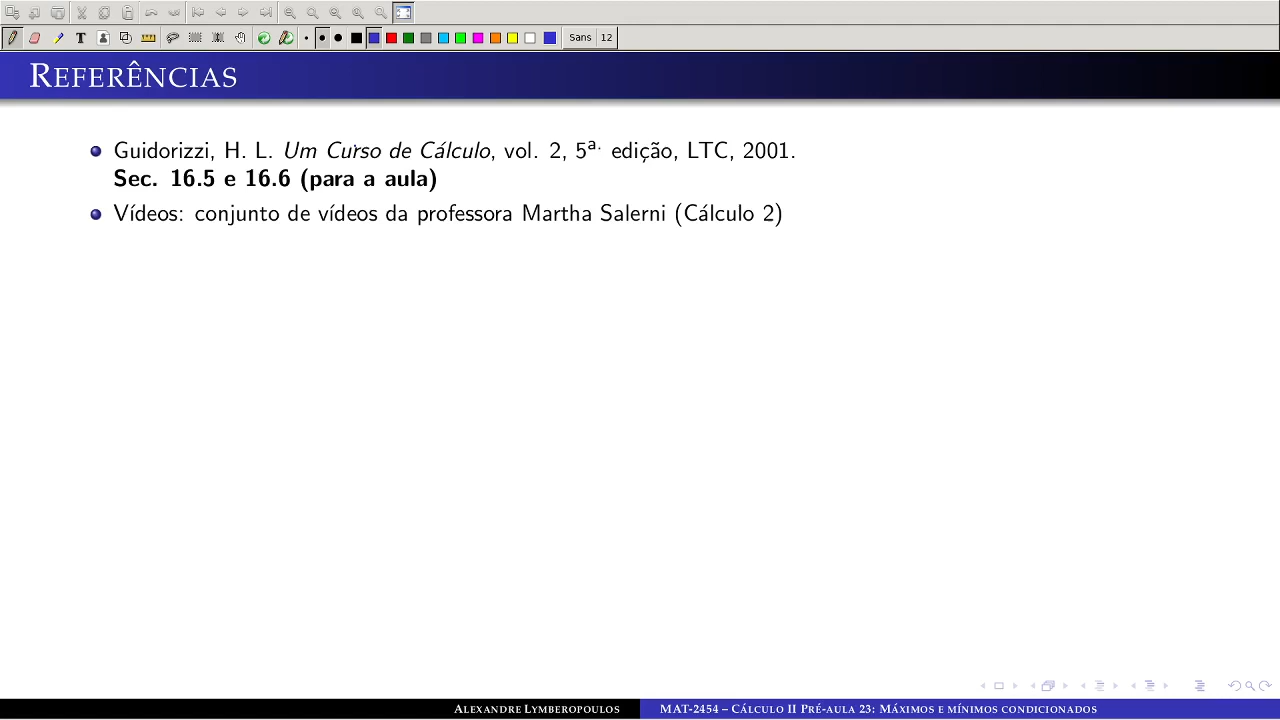 Sans 12
REFERÊNCIAS
Guidorizzi, H. L. Um Curso de Cálculo, vol. 2, 5ª· edição, LTC, 2001.
Sec. 16.5 e 16.6 (para a aula)
Vídeos: conjunto de vídeos da professora Martha Salerni (Cálculo 2)
ALEXANDRE LYMBEROPOULOS MAT-2454 – CÁLCULO II PRÉ-AULA 23: MÁXIMOS E MÍNIMOS CONDICIONADOS